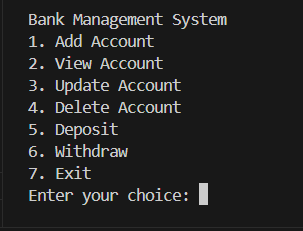 Bank Management System
1. Add Account
2. View Account
3. Update Account
4. Delete Account
5. Deposit
6. Withdraw
7. Exit
Enter your choice: